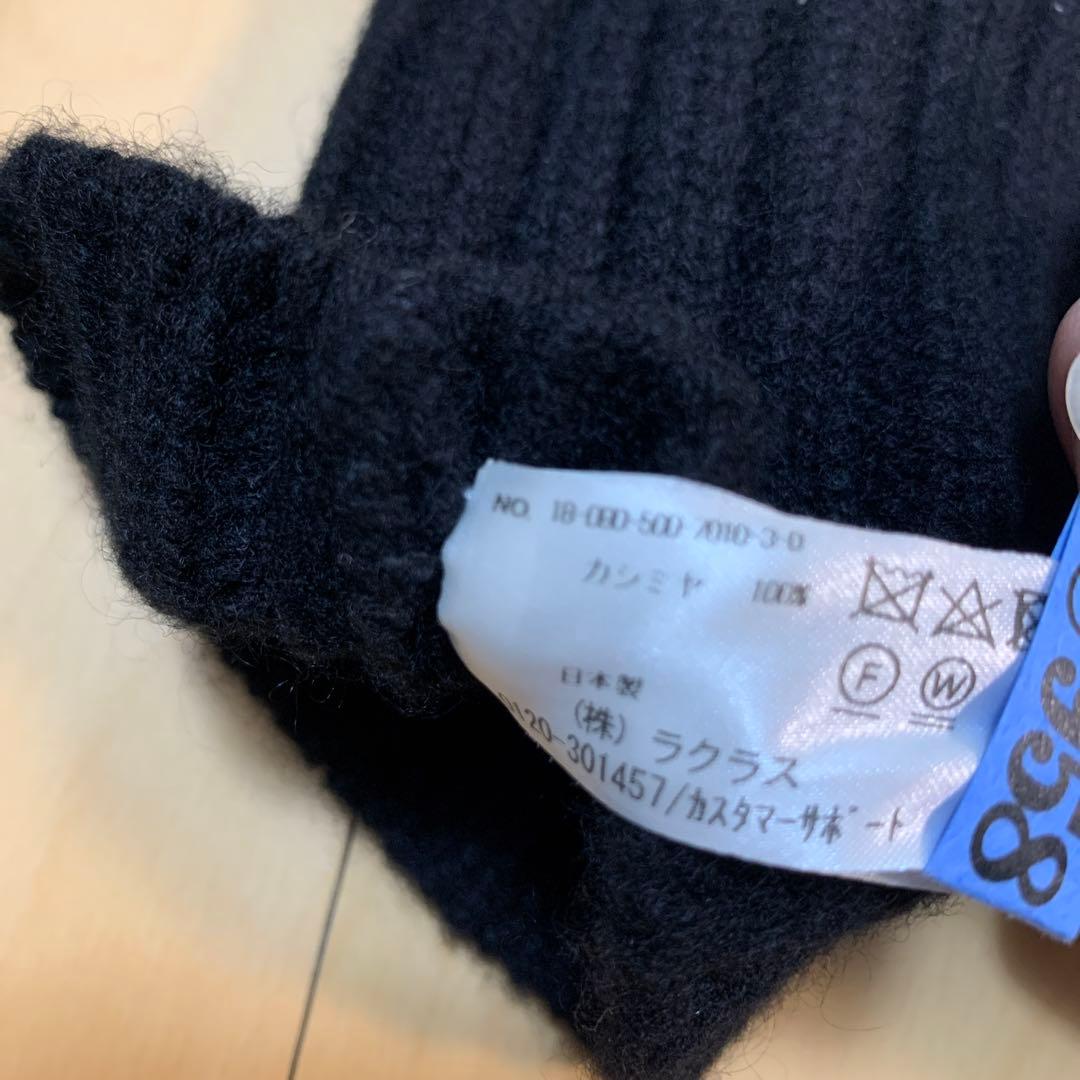 NO. 18-080-500-7010-3-0
カシミヤ 100%
F W
日本製
(株) ラクラス
0120-301457/カスタマーサポート